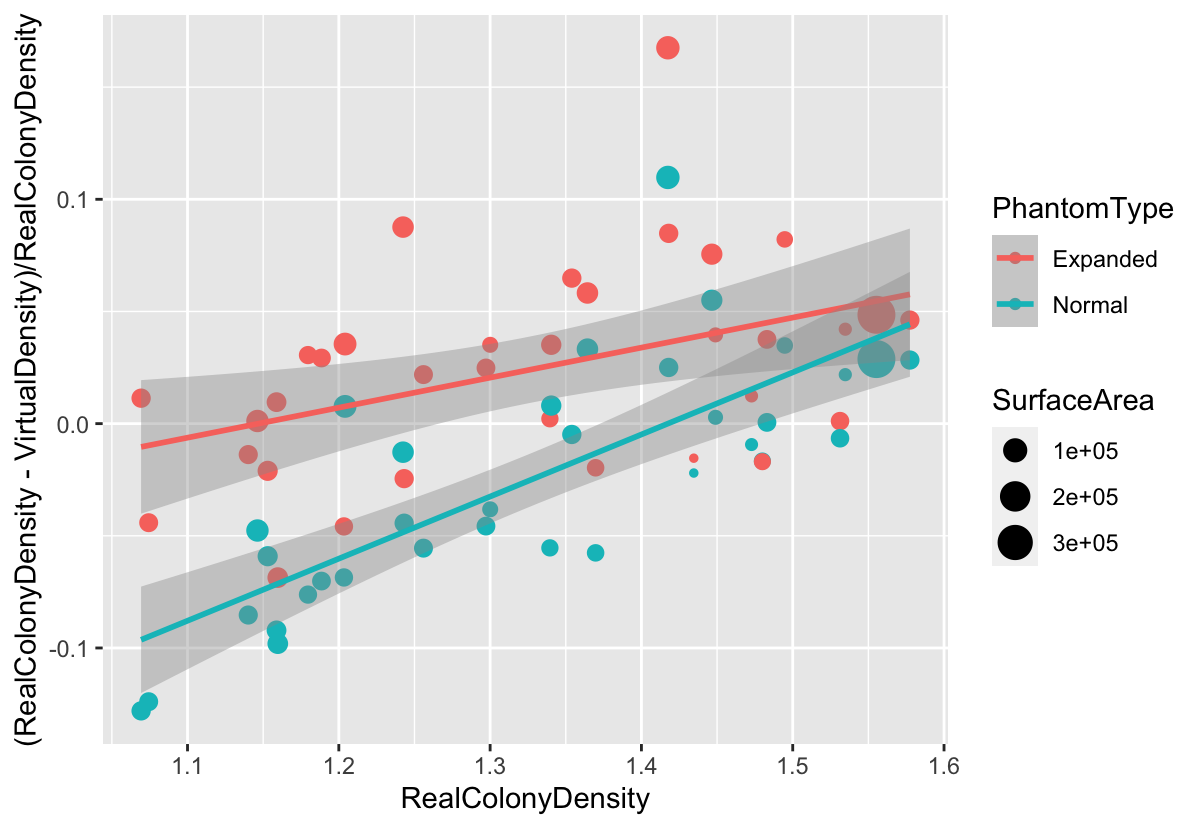 (RealColonyDensity - VirtualDensity)/RealColonyDensity
0.1
0.0
-0.1
1.1
1.2
1.3
1.4
1.5
1.6
RealColonyDensity
PhantomType
Expanded
Normal
SurfaceArea
1e+05
2e+05
3e+05